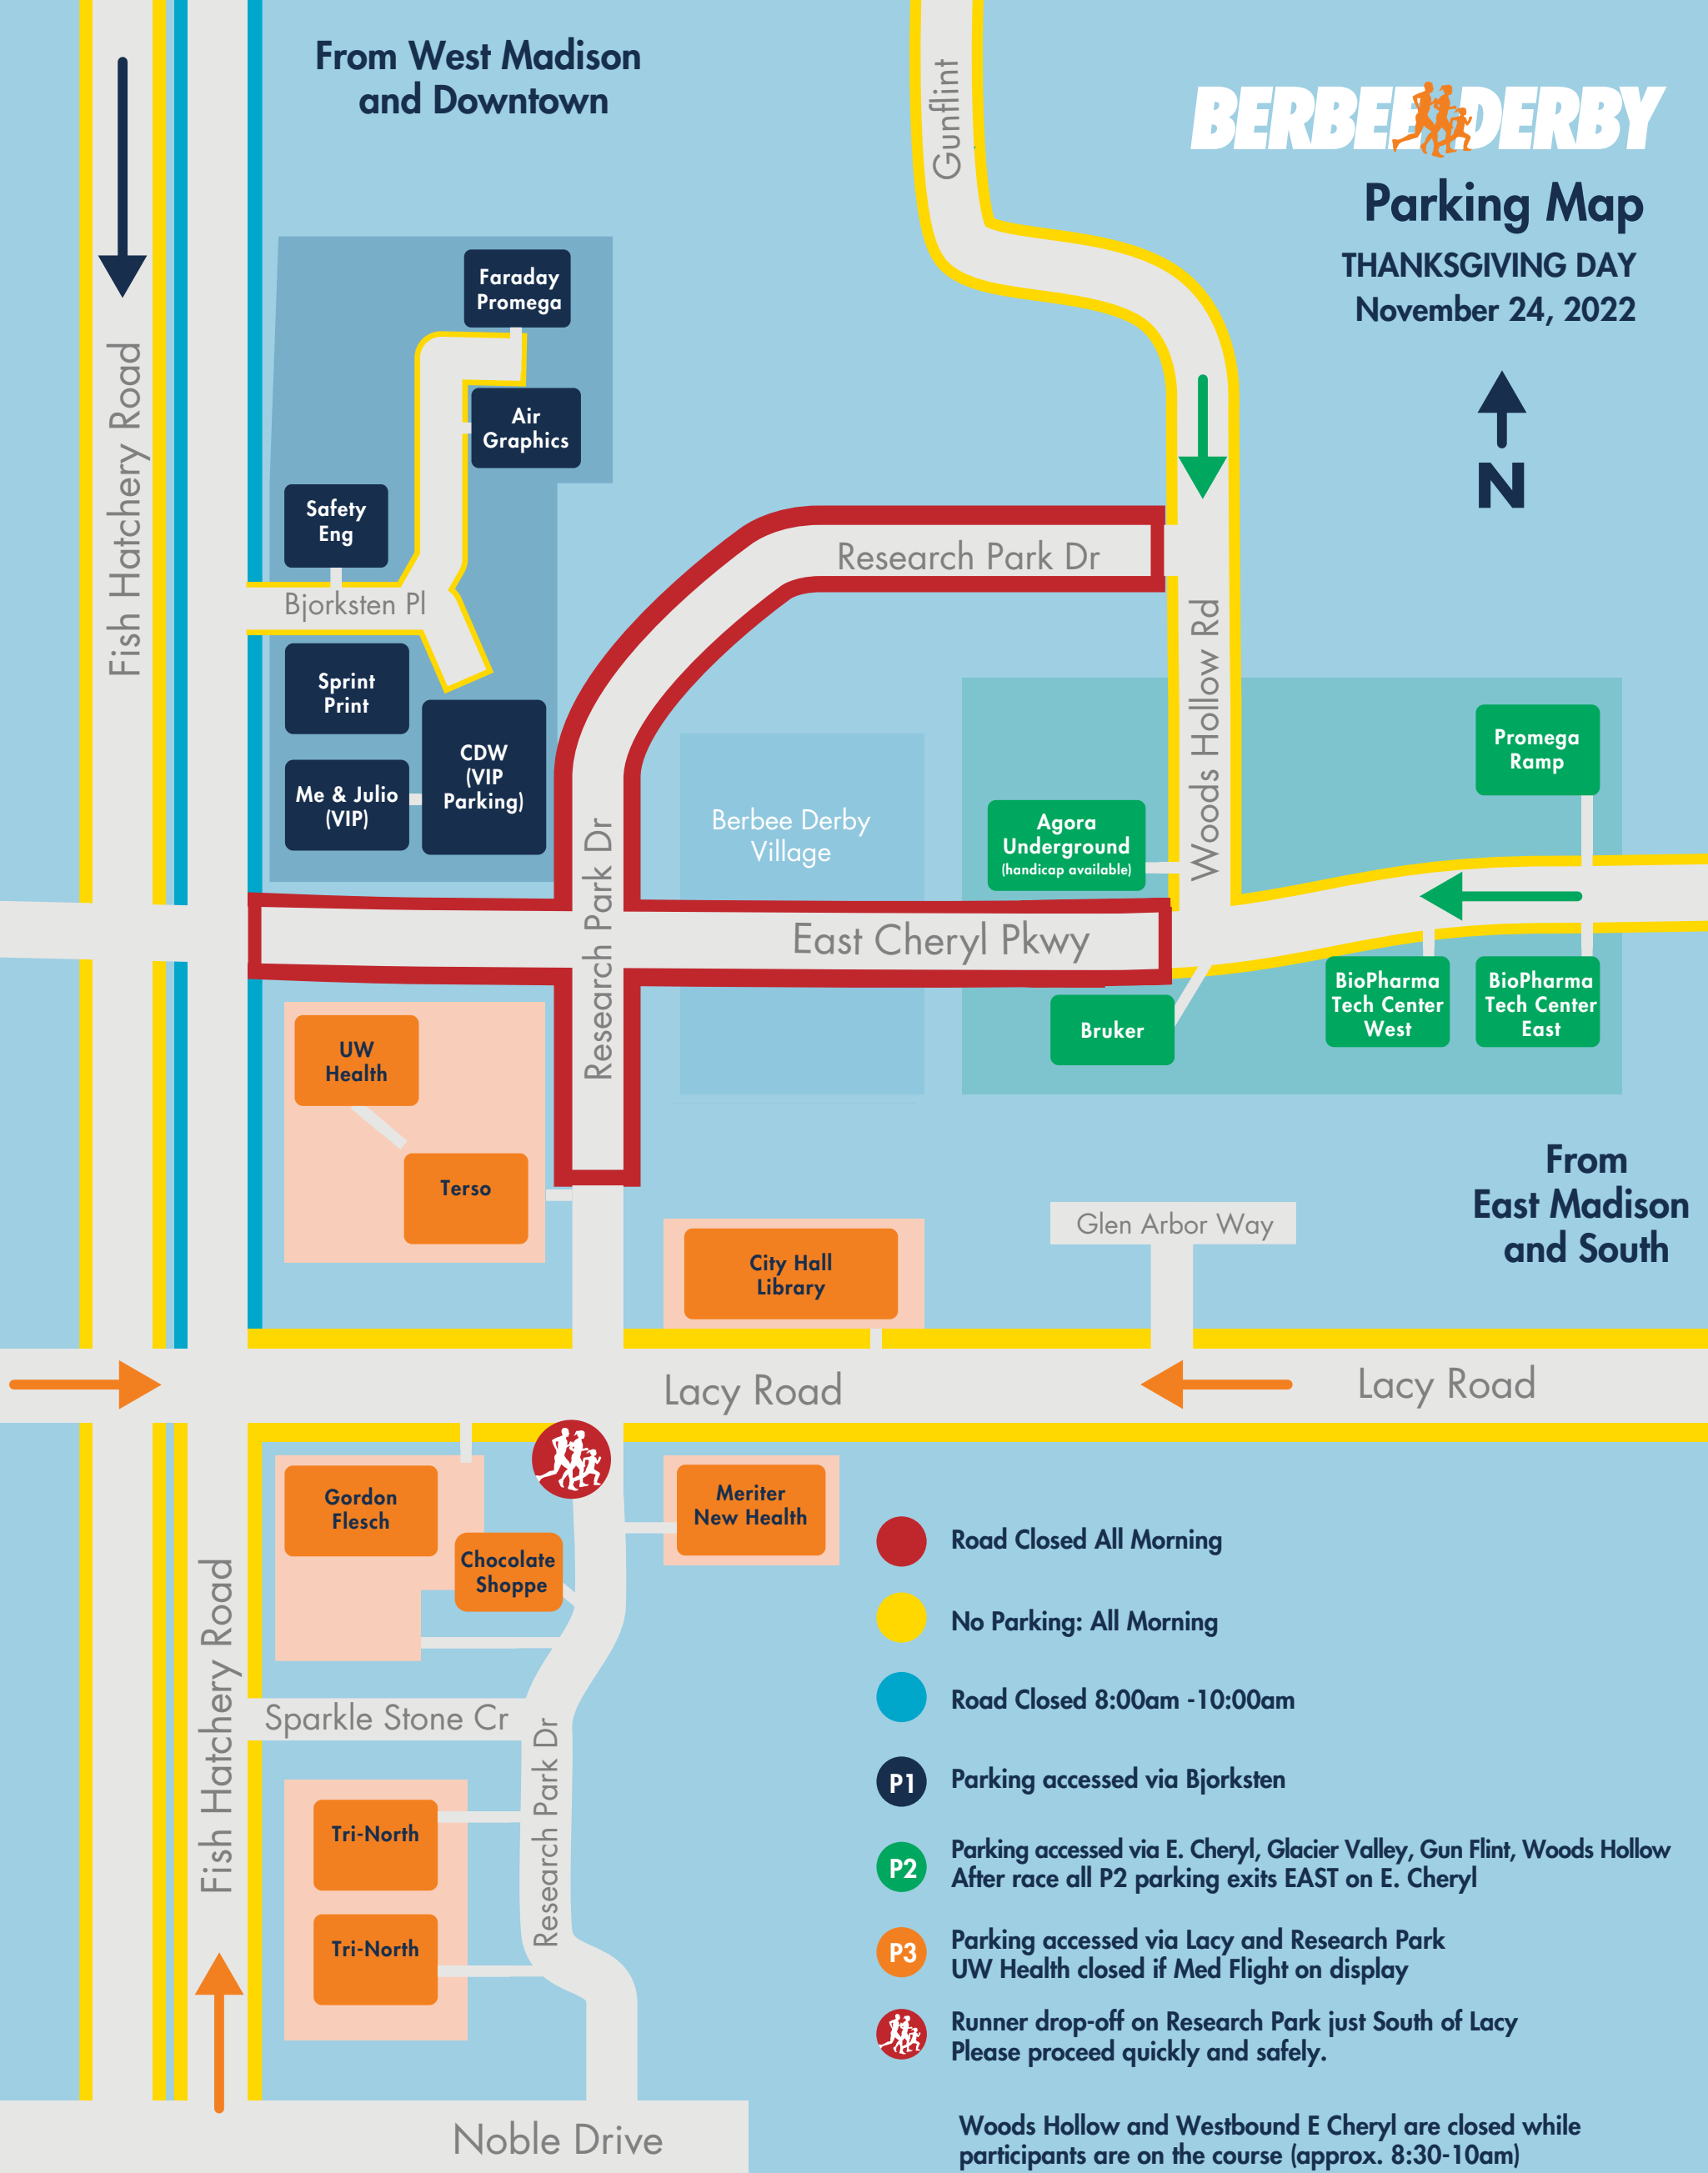 From West Madison
and Downtown
Gunflint
BERBEE DERBY
Parking Map
THANKSGIVING DAY
November 24, 2022
N
Fish Hatchery Road
Faraday
Promega
Air
Graphics
Safety
Eng
Bjorksten Pl
Research Park Dr
Woods Hollow Rd
Sprint
Print
CDW
(VIP
Parking)
Me & Julio
(VIP)
Research Park Dr
Berbee Derby
Village
Agora
Underground
(handicap available)
Promega
Ramp
East Cheryl Pkwy
BioPharma
Tech Center
West
BioPharma
Tech Center
East
Bruker
UW
Health
Terso
City Hall
Library
Glen Arbor Way
From
East Madison
and South
Lacy Road
Lacy Road
Gordon
Flesch
Chocolate
Shoppe
Meriter
New Health
Fish Hatchery Road
Sparkle Stone Cr
Research Park Dr
Tri-North
Tri-North
Noble Drive
Road Closed All Morning
No Parking: All Morning
Road Closed 8:00am -10:00am
P1 Parking accessed via Bjorksten
P2 Parking accessed via E. Cheryl, Glacier Valley, Gun Flint, Woods Hollow
After race all P2 parking exits EAST on E. Cheryl
P3 Parking accessed via Lacy and Research Park
UW Health closed if Med Flight on display
Runner drop-off on Research Park just South of Lacy
Please proceed quickly and safely.
Woods Hollow and Westbound E Cheryl are closed while
participants are on the course (approx. 8:30-10am)